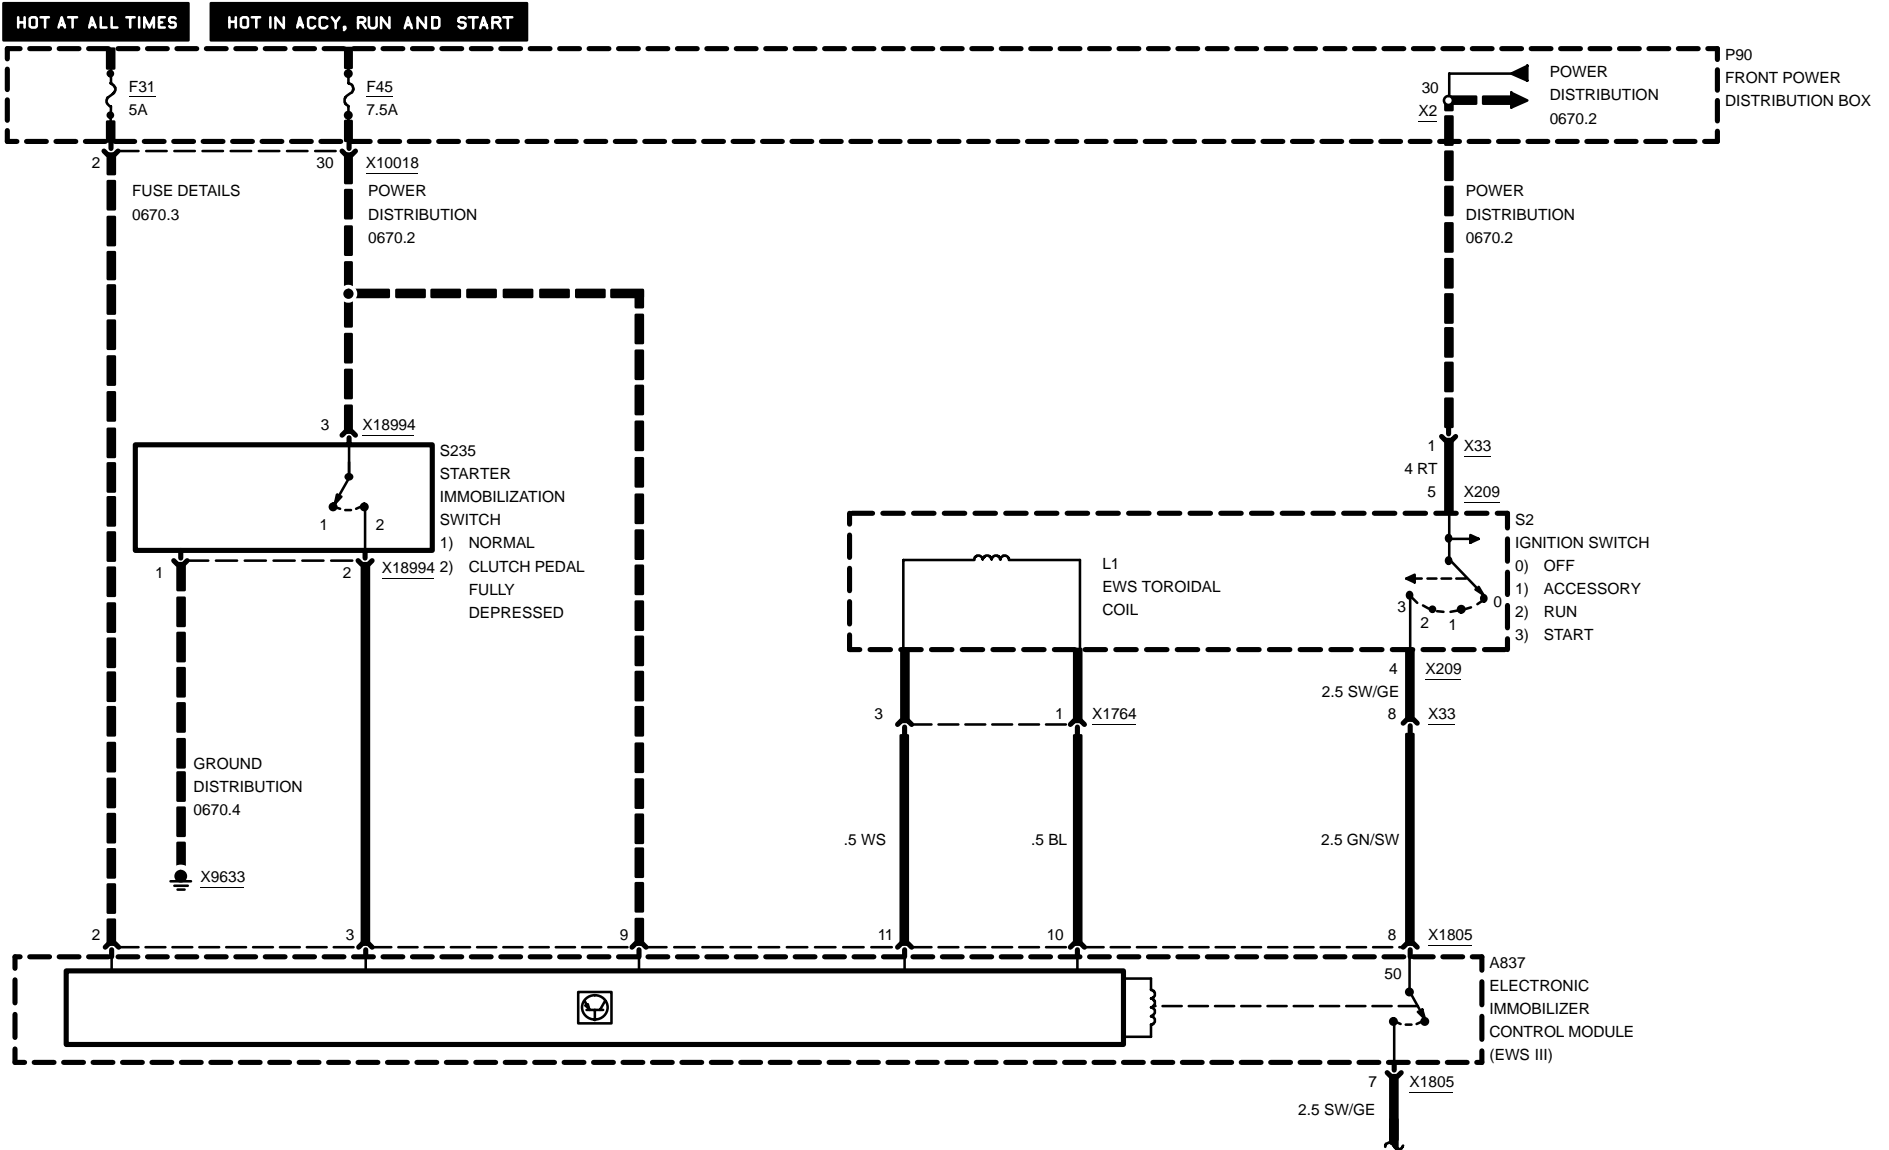 HOT AT ALL TIMES
HOT IN ACCY, RUN AND START
F31
5A
F45
7.5A
30
X2
POWER
DISTRIBUTION
0670.2
P90
FRONT POWER
DISTRIBUTION BOX
2
30
X10018
FUSE DETAILS
0670.3
POWER
DISTRIBUTION
0670.2
POWER
DISTRIBUTION
0670.2
3
X18994
S235
STARTER
IMMOBILIZATION
SWITCH
1) NORMAL
2) CLUTCH PEDAL
FULLY
DEPRESSED
1
2
1
2
X18994
1
X33
4 RT
5
X209
S2
IGNITION SWITCH
0) OFF
1) ACCESSORY
2) RUN
3) START
L1
EWS TOROIDAL
COIL
3
2
1
0
4
X209
2.5 SW/GE
8
X33
3
1
X1764
GROUND
DISTRIBUTION
0670.4
X9633
.5 WS
.5 BL
2.5 GN/SW
2
3
9
11
10
8
X1805
50
A837
ELECTRONIC
IMMOBILIZER
CONTROL MODULE
(EWS III)
7
X1805
2.5 SW/GE